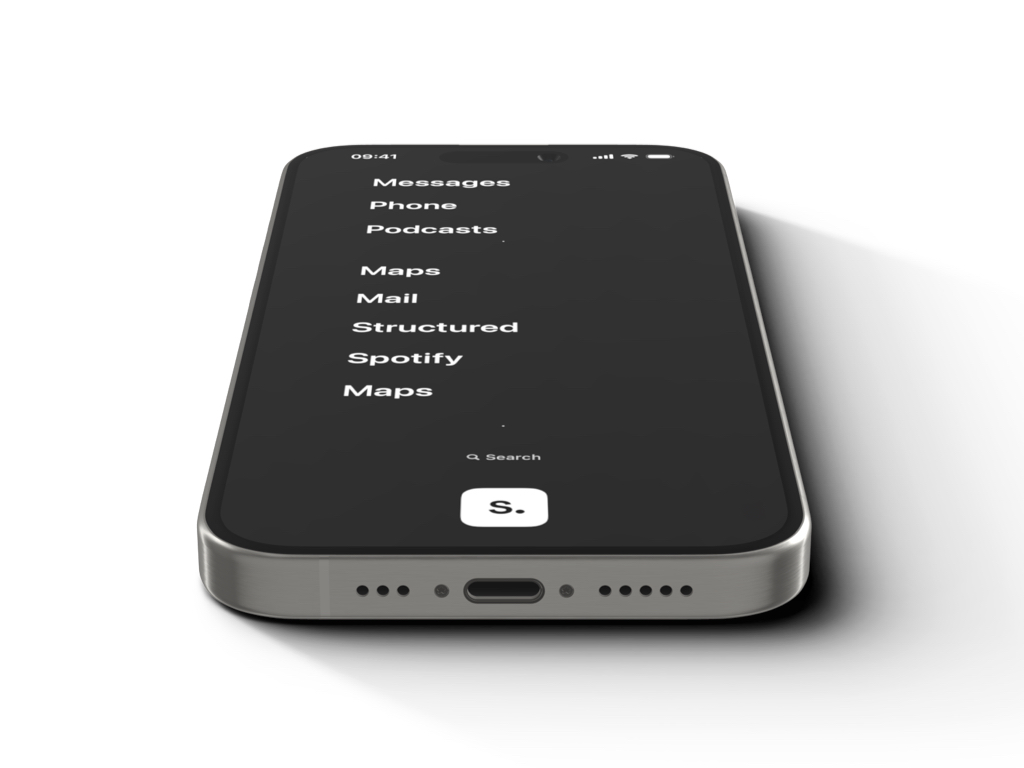 09:41
Messages
Phone
Podcasts
Maps
Mail
Structured
Spotify
Maps
Search
S.